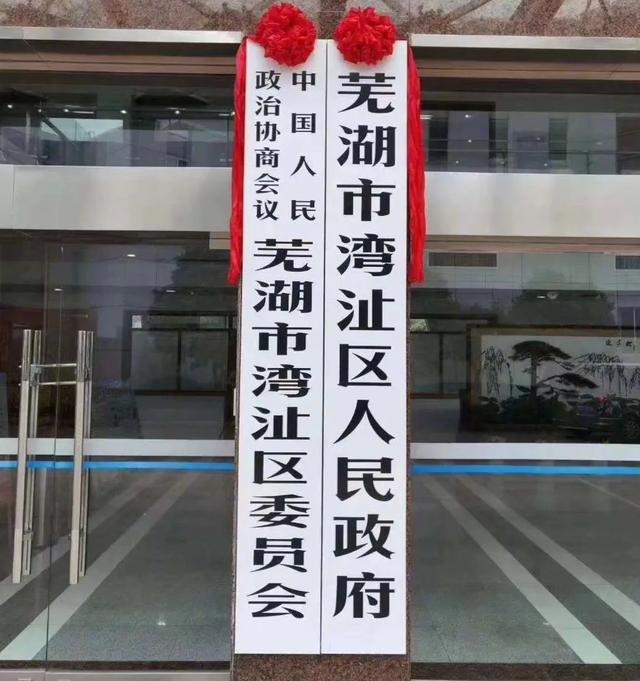 芜湖市湾沚区人民政府
中国人民
政治协商会议
芜湖市湾沚区委员会